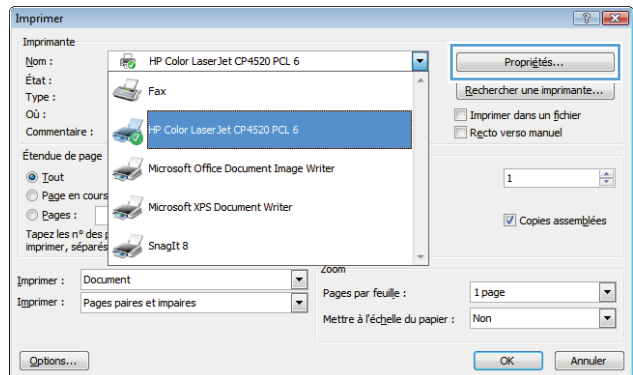 Imprimer
Imprimante
Nom : HP Color LaserJet CP4520 PCL 6 Propriétés...
État :
Fax
Type : Rechercher une imprimante...
Où : Imprimer dans un fichier
Commentaire : HP Color LaserJet CP4520 PCL 6 Recto verso manuel
Étendue de page
Microsoft Office Document Image Writer
Tout 1
Page en cours
Microsoft XPS Document Writer
Pages : Copies assemblées
Tapez les n° des
imprimer, séparés
SnagIt 8
Zoom
Imprimer : Document
Pages par feuille : 1 page
Imprimer : Pages paires et impaires
Mettre à l'échelle du papier : Non
Options... OK Annuler